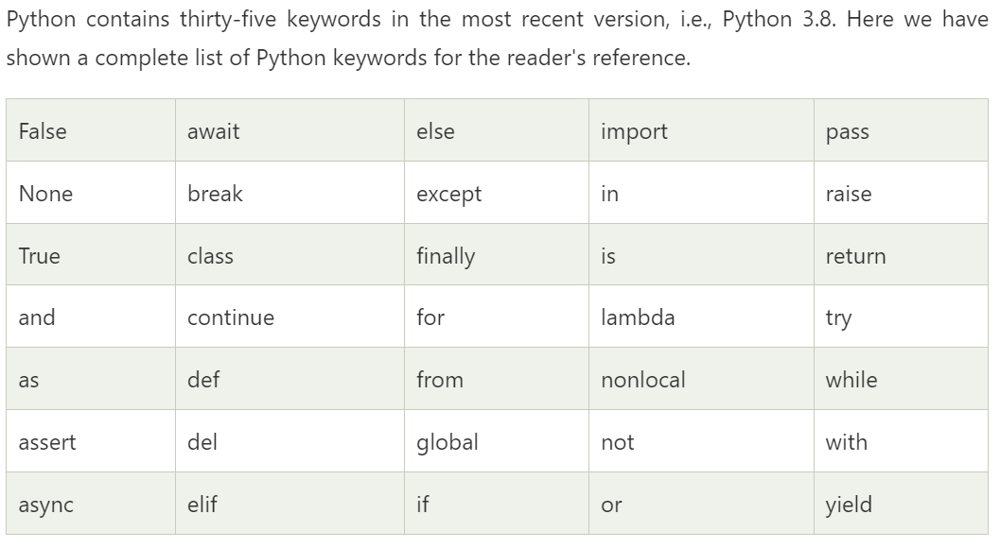 Python contains thirty-five keywords in the most recent version, i.e., Python 3.8. Here we have
shown a complete list of Python keywords for the reader's reference.
False await else import pass
None break except in raise
True class finally is return
and continue for lambda try
as def from nonlocal while
assert del global not with
async elif if or yield